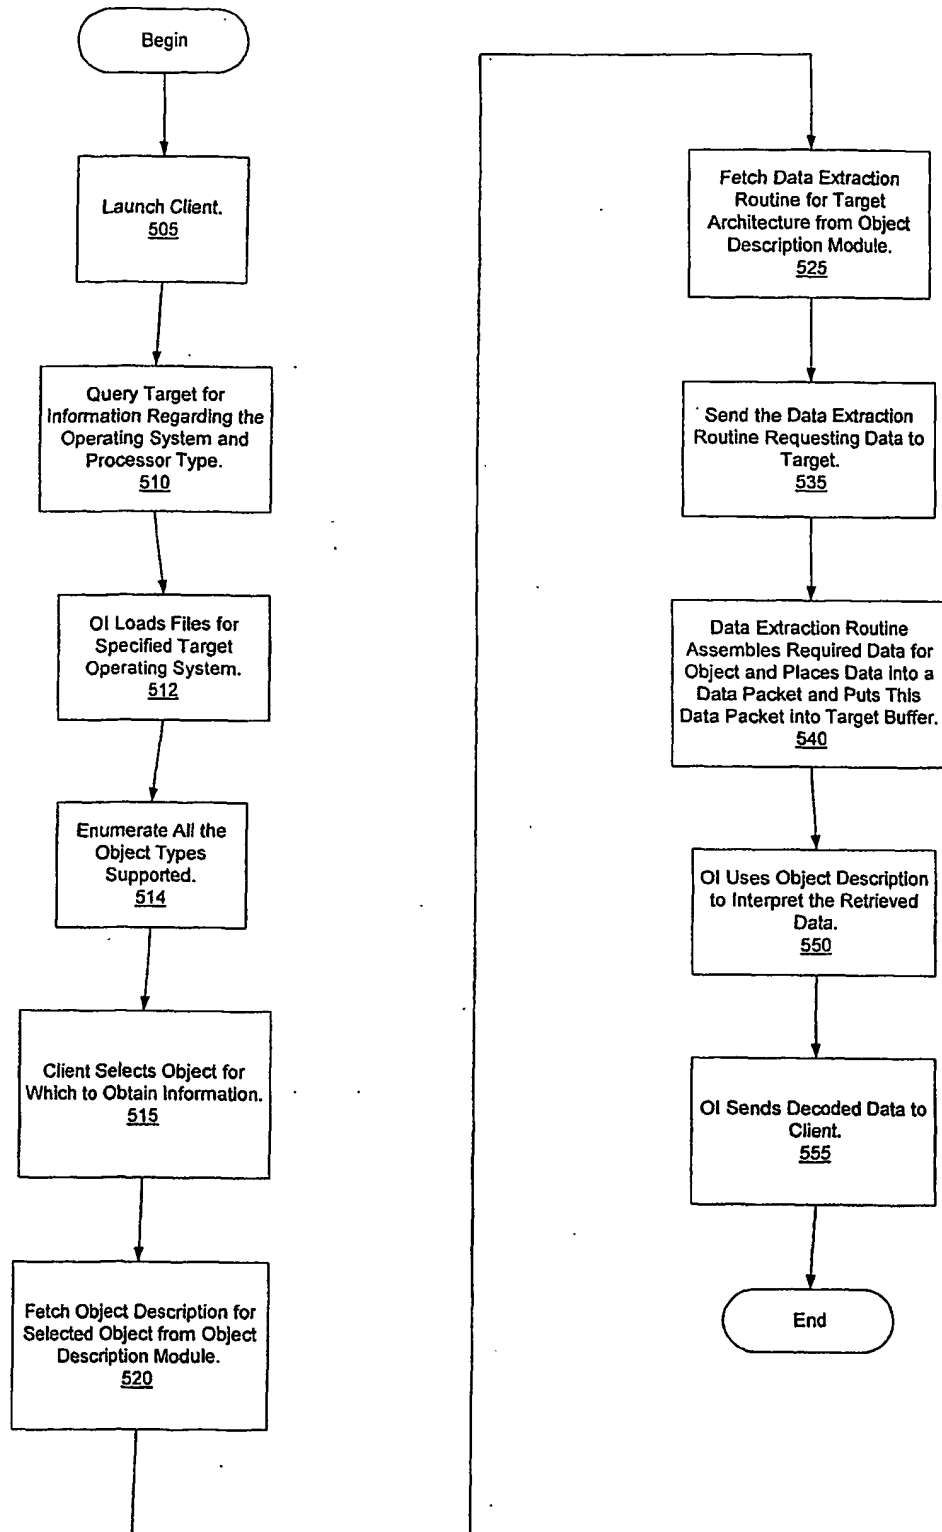 Begin
Launch Client.
505
Query Target for
Information Regarding the
Operating System and
Processor Type.
510
OI Loads Files for
Specified Target
Operating System.
512
Enumerate All the
Object Types
Supported.
514
Client Selects Object for
Which to Obtain Information.
515
Fetch Object Description for
Selected Object from Object
Description Module.
520
Fetch Data Extraction
Routine for Target
Architecture from Object
Description Module.
525
Send the Data Extraction
Routine Requesting Data to
Target.
535
Data Extraction Routine
Assembles Required Data for
Object and Places Data into a
Data Packet and Puts This
Data Packet into Target Buffer.
540
OI Uses Object Description
to Interpret the Retrieved
Data.
550
OI Sends Decoded Data to
Client.
555
End